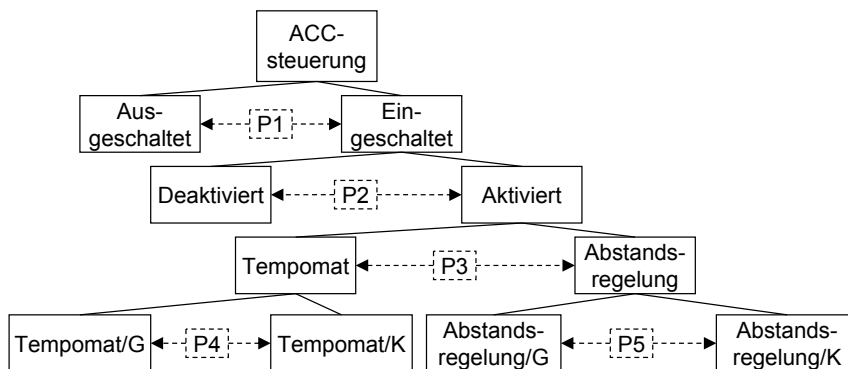 ACC-
steuerung
Aus-
geschaltet
P1
Ein-
geschaltet
Deaktiviert
P2
Aktiviert
Tempomat
P3
Abstands-
regelung
Tempomat/G
P4
Tempomat/K
Abstands-
regelung/G
P5
Abstands-
regelung/K